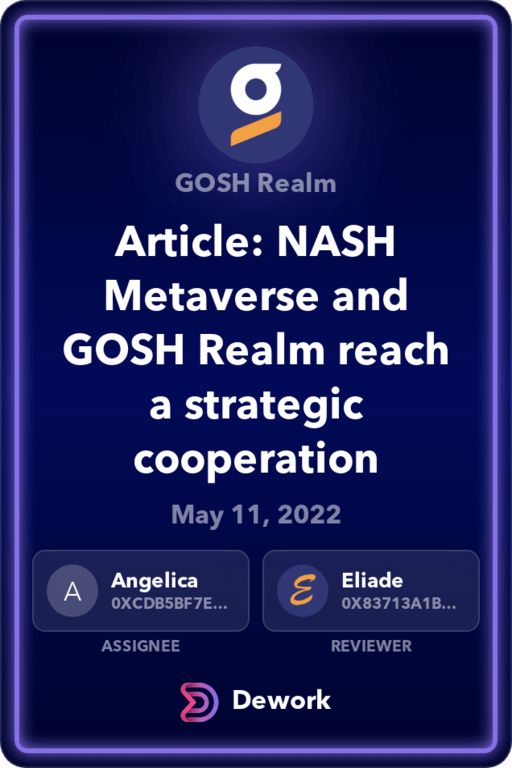 GOSH Realm
Article: NASH
Metaverse and
GOSH Realm reach
a strategic
cooperation
May 11, 2022
A
Angelica
0XCDB5BF7E...
ASSIGNEE
E
Eliade
0X83713A1B...
REVIEWER
Dework